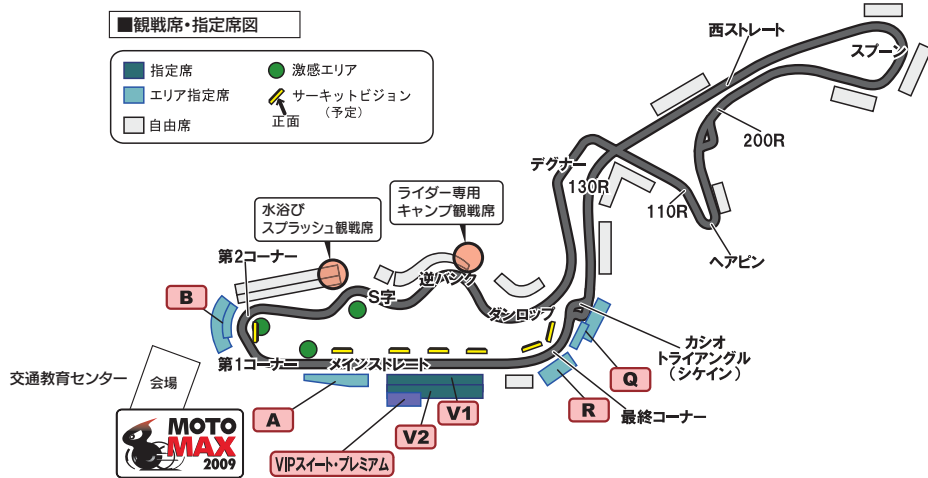 ■観戦席・指定席図
指定席
エリア指定席
自由席
激感エリア
サーキットビジョン
（予定）
正面
西ストレート
スプーン
200R
デグナー
130R
110R
ヘアピン
水浴び
スプラッシュ観戦席
ライダー専用
キャンプ観戦席
第2コーナー
逆バンク
S字
ダンロップ
B
第1コーナー
メインストレート
カシオ
トライアングル
（シケイン）
Q
R
最終コーナー
A
V1
V2
VIPスイート・プレミアム
交通教育センター
会場
MOTO
MAX
2009